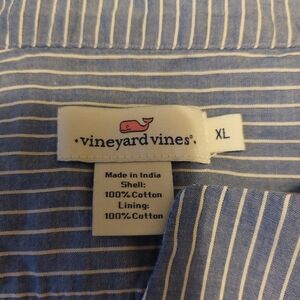 vineyard vines®
XL
Made in India
Shell:
100% Cotton
Lining:
100% Cotton